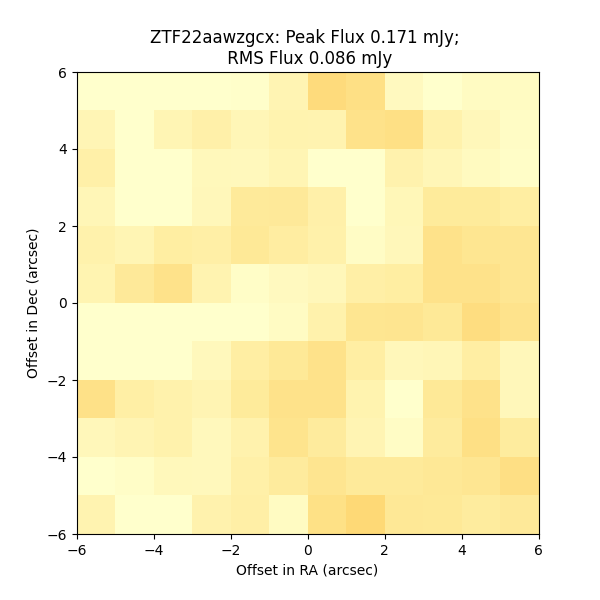 ZTF22aawzgcx: Peak Flux 0.171 mJy;
RMS Flux 0.086 mJy
6
4
2
0
−2
−4
−6
Offset in Dec (arcsec)
−6 −4 −2 0 2 4 6
Offset in RA (arcsec)